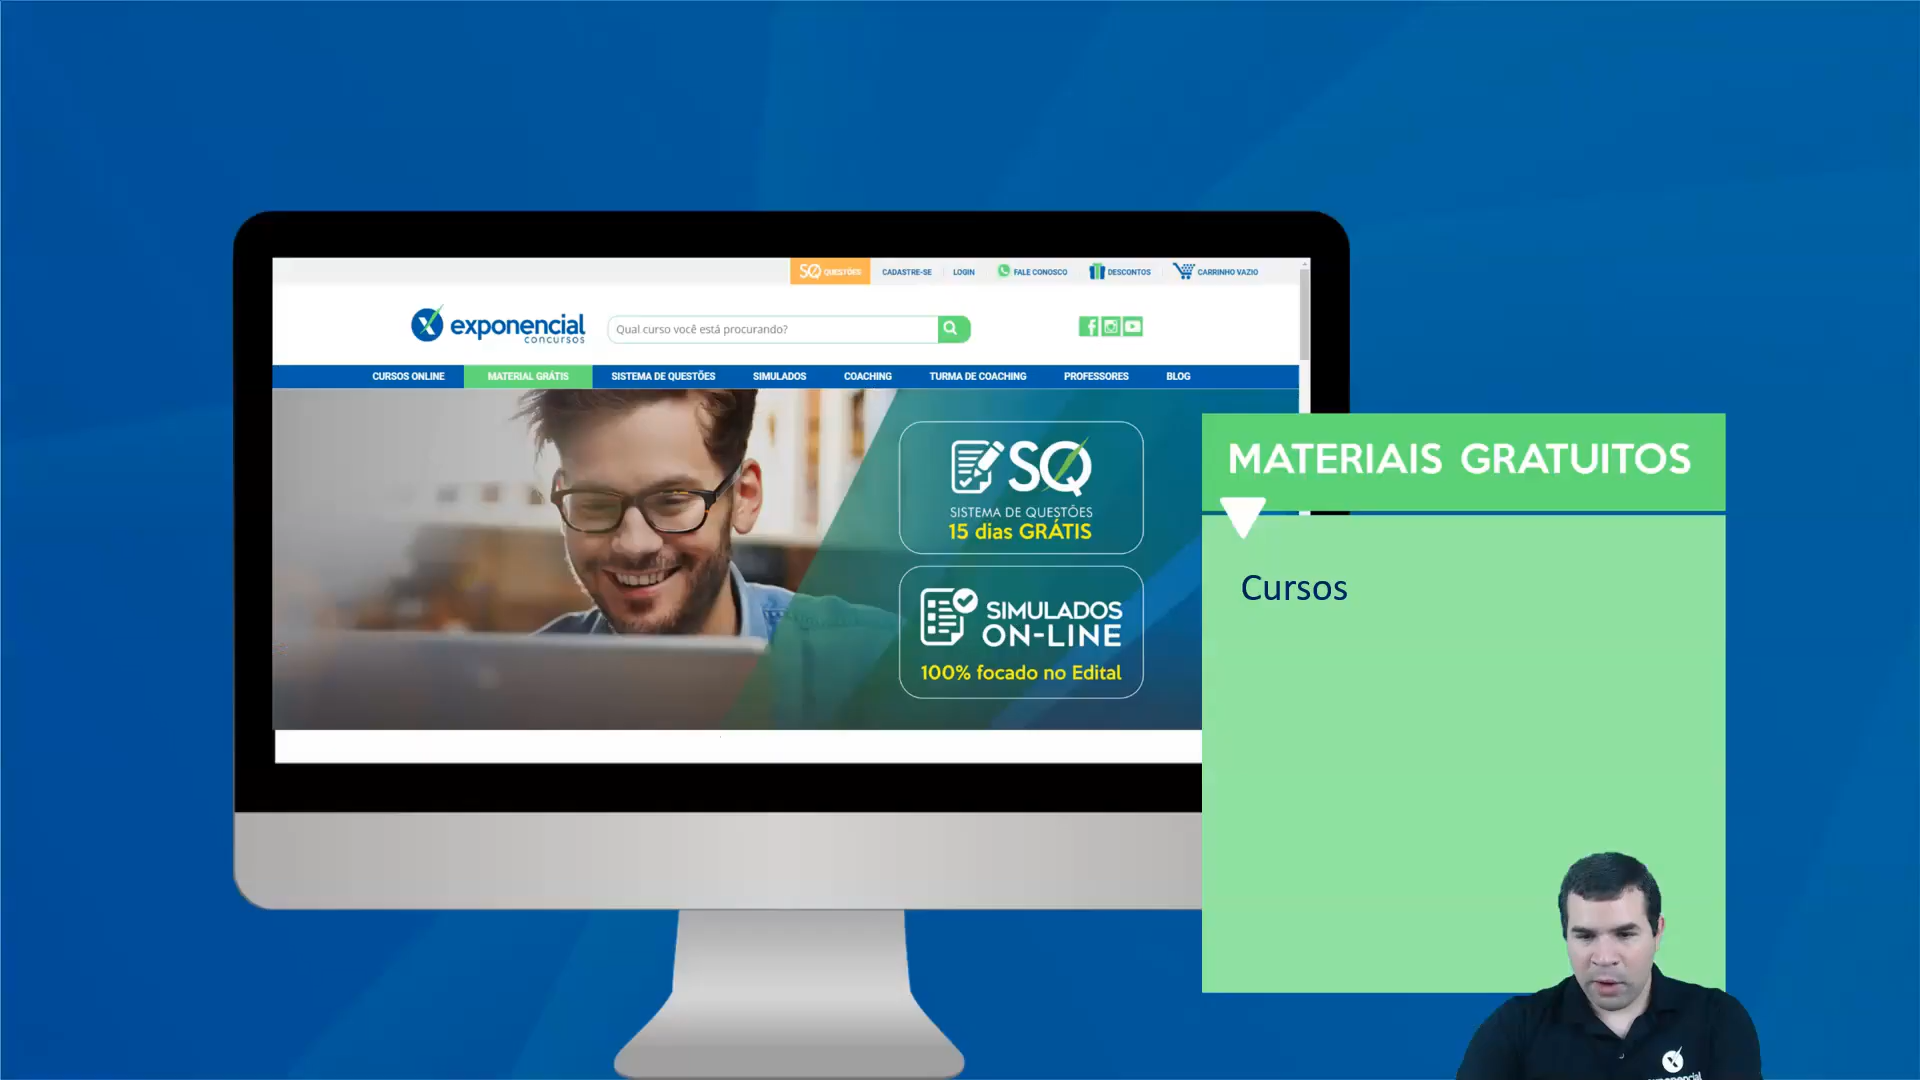 SQ QUESTÕES
CADASTRE-SE
LOGIN
FALE CONOSCO
DESCONTOS
CARRINHO VAZIO
exponencial
concursos
Qual curso você está procurando?
CURSOS ONLINE
MATERIAL GRÁTIS
SISTEMA DE QUESTÕES
SIMULADOS
COACHING
TURMA DE COACHING
PROFESSORES
BLOG
SQ
SISTEMA DE QUESTÕES
15 dias GRÁTIS
SIMULADOS
ON-LINE
100% focado no Edital
MATERIAIS GRATUITOS
Cursos
exponencial